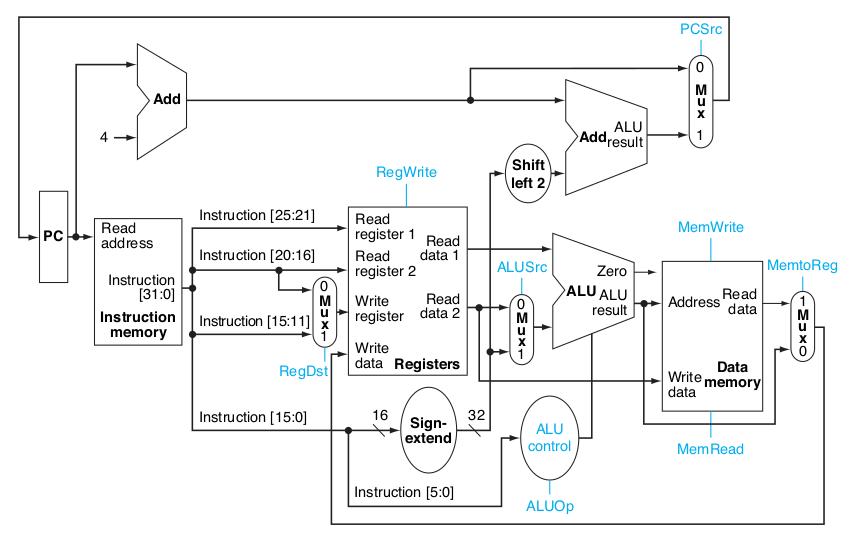 PCSrc
0
M
u
x
1
Add
4
Add
ALU
result
Shift
left 2
RegWrite
PC
Read
address
Instruction
[31:0]
Instruction
memory
Instruction [25:21]
Instruction [20:16]
Instruction [15:11]
Instruction [15:0]
Instruction [5:0]
0
M
u
x
1
RegDst
Read
register 1
Read
register 2
Write
register
Write
data
Read
data 1
Read
data 2
Registers
ALUSrc
0
M
u
x
1
Zero
ALU
ALU
result
MemWrite
Address
Read
data
Write
data
Data
memory
MemRead
MemtoReg
1
M
u
x
0
16
Sign-
extend
32
ALU
control
ALUOp